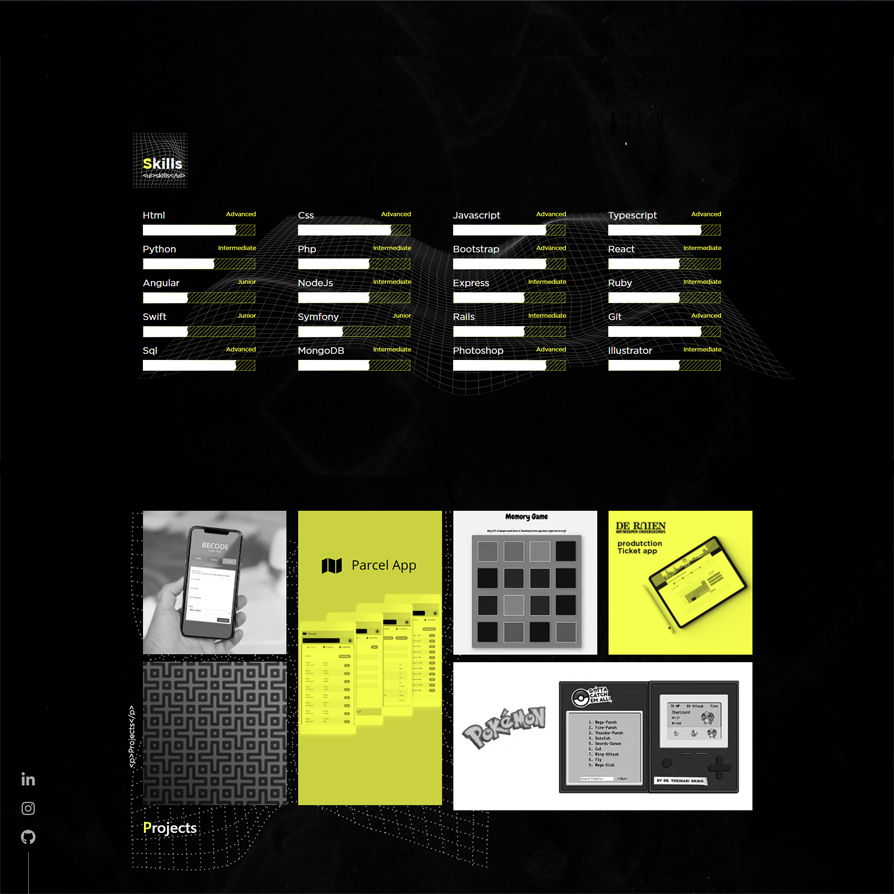 Skills
<ul>skills</ul>
Html Advanced
Css Advanced
Javascript Advanced
Typescript Advanced
Python Intermediate
Php Intermediate
Bootstrap Advanced
React Intermediate
Angular Junior
NodeJs Intermediate
Express Intermediate
Ruby Intermediate
Swift Junior
Symfony Junior
Rails Intermediate
Git Advanced
Sql Advanced
MongoDB Intermediate
Photoshop Advanced
Illustrator Intermediate
BECODE
Parcel App
Parcel
Memory Game
DE RUIEN
produtction
Ticket app
<p>Projects</p>
POKéMON
GOTTA
CATCH
EM ALL
1. Mega-Punch
2. Fire-Punch
3. Thunder-Punch
4. Scratch
5. Swords-Dance
6. Cut
7. Wing-Attack
8. Fly
9. Mega-Kick
Charizard
BY DR. YUKINARI OKIDO
Projects